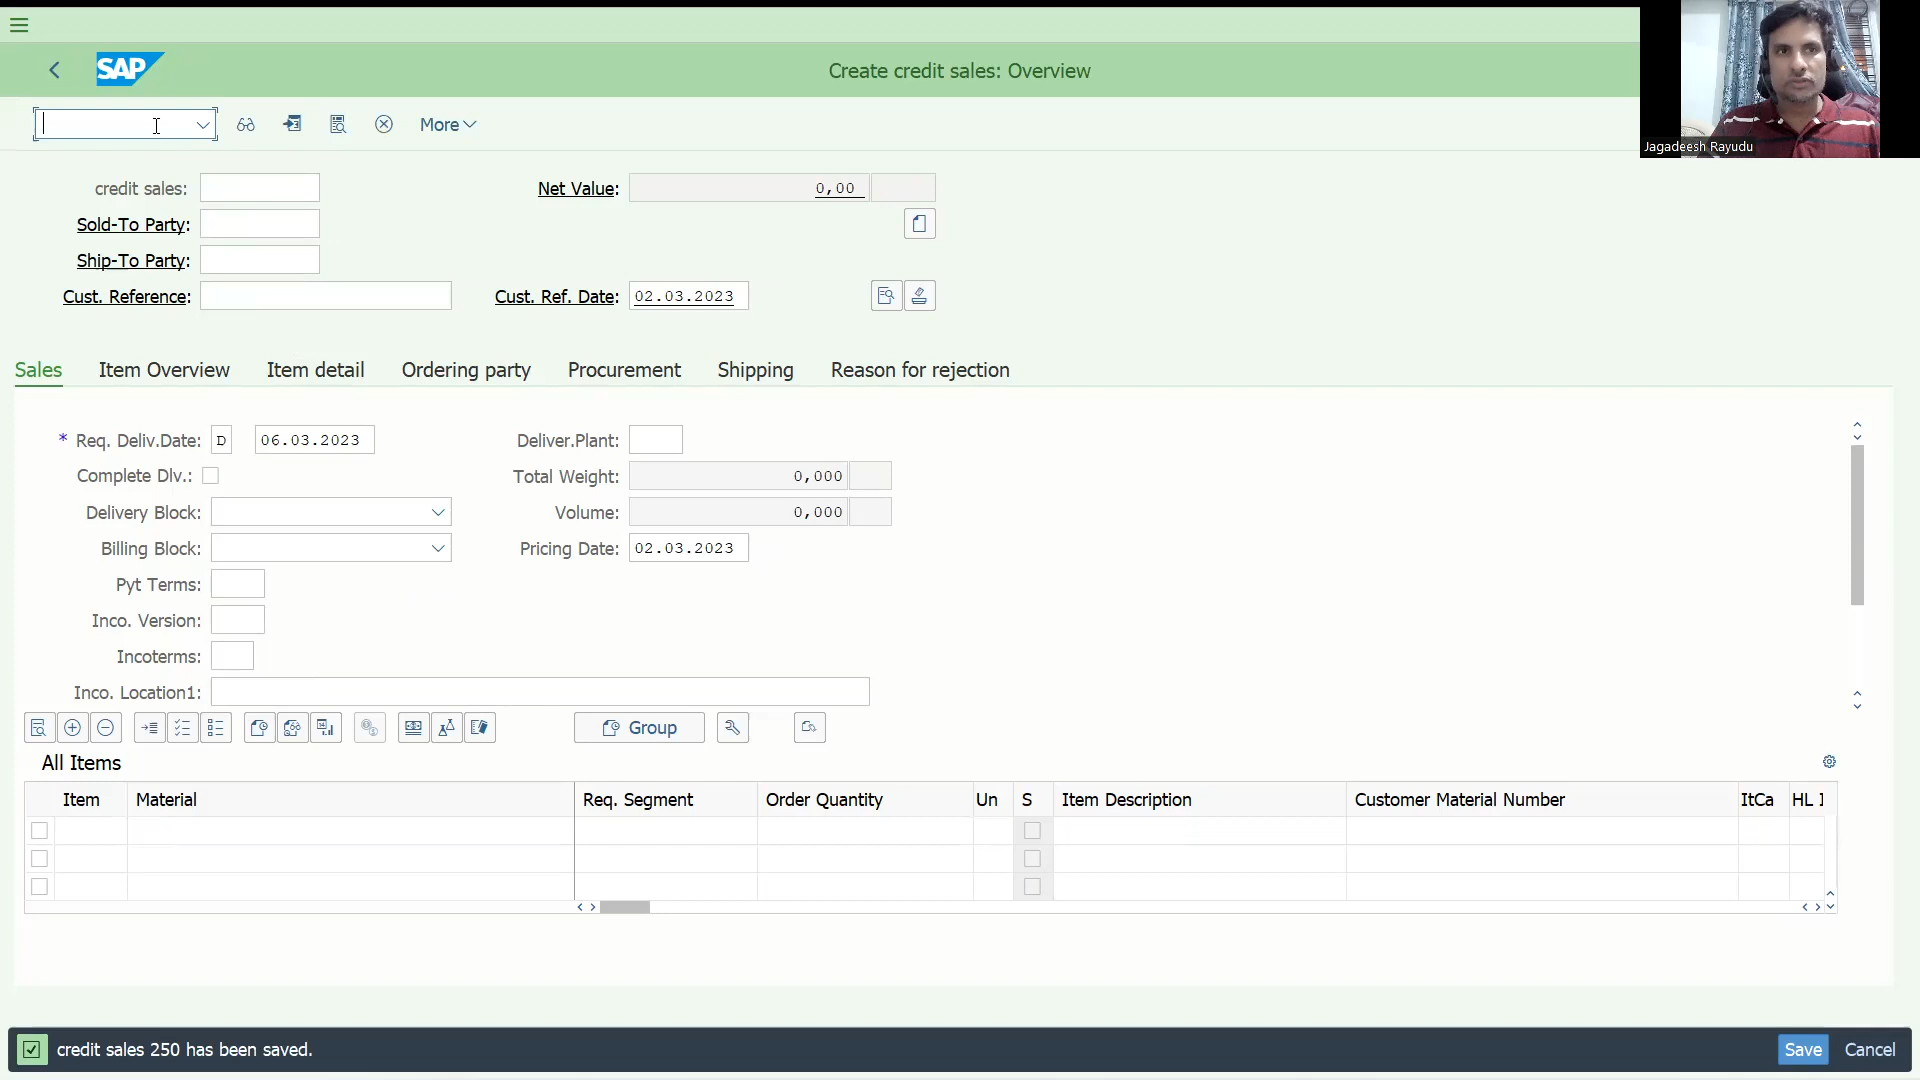 SAP
Create credit sales: Overview
More
Jagadeesh Rayudu
credit sales:
Net Value: 0,00
Sold-To Party:
Ship-To Party:
Cust. Reference:
Cust. Ref. Date: 02.03.2023
Sales Item Overview Item detail Ordering party Procurement Shipping Reason for rejection
* Req. Deliv.Date: D 06.03.2023
Deliver.Plant:
Complete Dlv.:
Total Weight: 0,000
Delivery Block:
Volume: 0,000
Billing Block:
Pricing Date: 02.03.2023
Pyt Terms:
Inco. Version:
Incoterms:
Inco. Location1:
Group
All Items
Item Material Req. Segment Order Quantity Un S Item Description Customer Material Number ItCa HL I
credit sales 250 has been saved.
Save Cancel